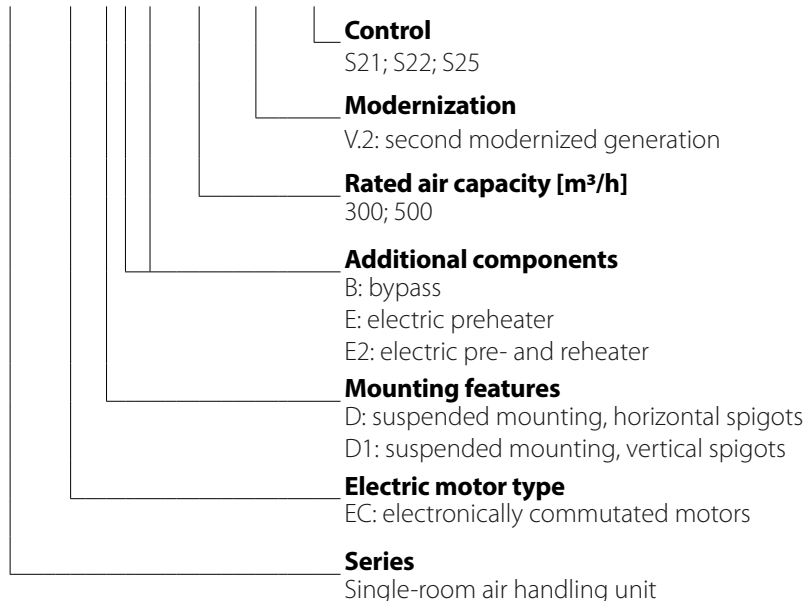 Control
S21; S22; S25
Modernization
V.2: second modernized generation
Rated air capacity [m³/h]
300; 500
Additional components
B: bypass
E: electric preheater
E2: electric pre- and reheater
Mounting features
D: suspended mounting, horizontal spigots
D1: suspended mounting, vertical spigots
Electric motor type
EC: electronically commutated motors
Series
Single-room air handling unit